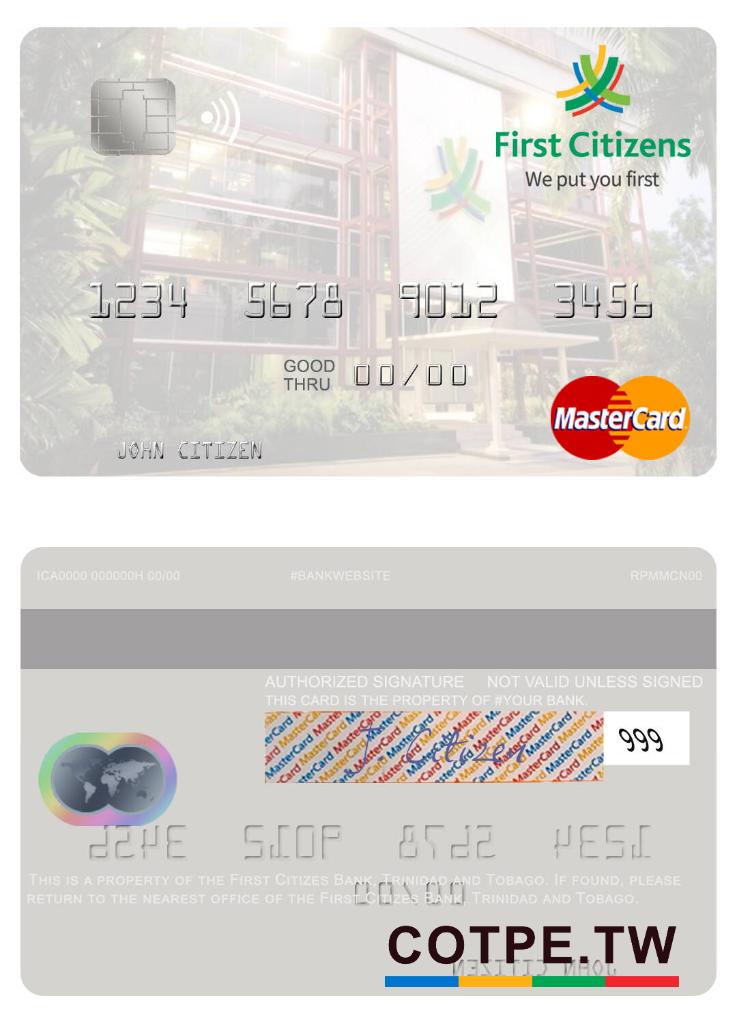 First Citizens
We put you first
1234 5678 9012 3456
GOOD THRU 00/00
MasterCard
JOHN CITIZEN
ICA0000 000000H 00/00 #BANKWEBSITE RPMMCN00
AUTHORIZED SIGNATURE NOT VALID UNLESS SIGNED
THIS CARD IS THE PROPERTY OF #YOUR BANK.
J. Citizen 999
THIS IS A PROPERTY OF THE FIRST CITIZES BANK, TRINIDAD AND TOBAGO. IF FOUND, PLEASE
RETURN TO THE NEAREST OFFICE OF THE FIRST CITIZES BANK, TRINIDAD AND TOBAGO.
COTPE.TW